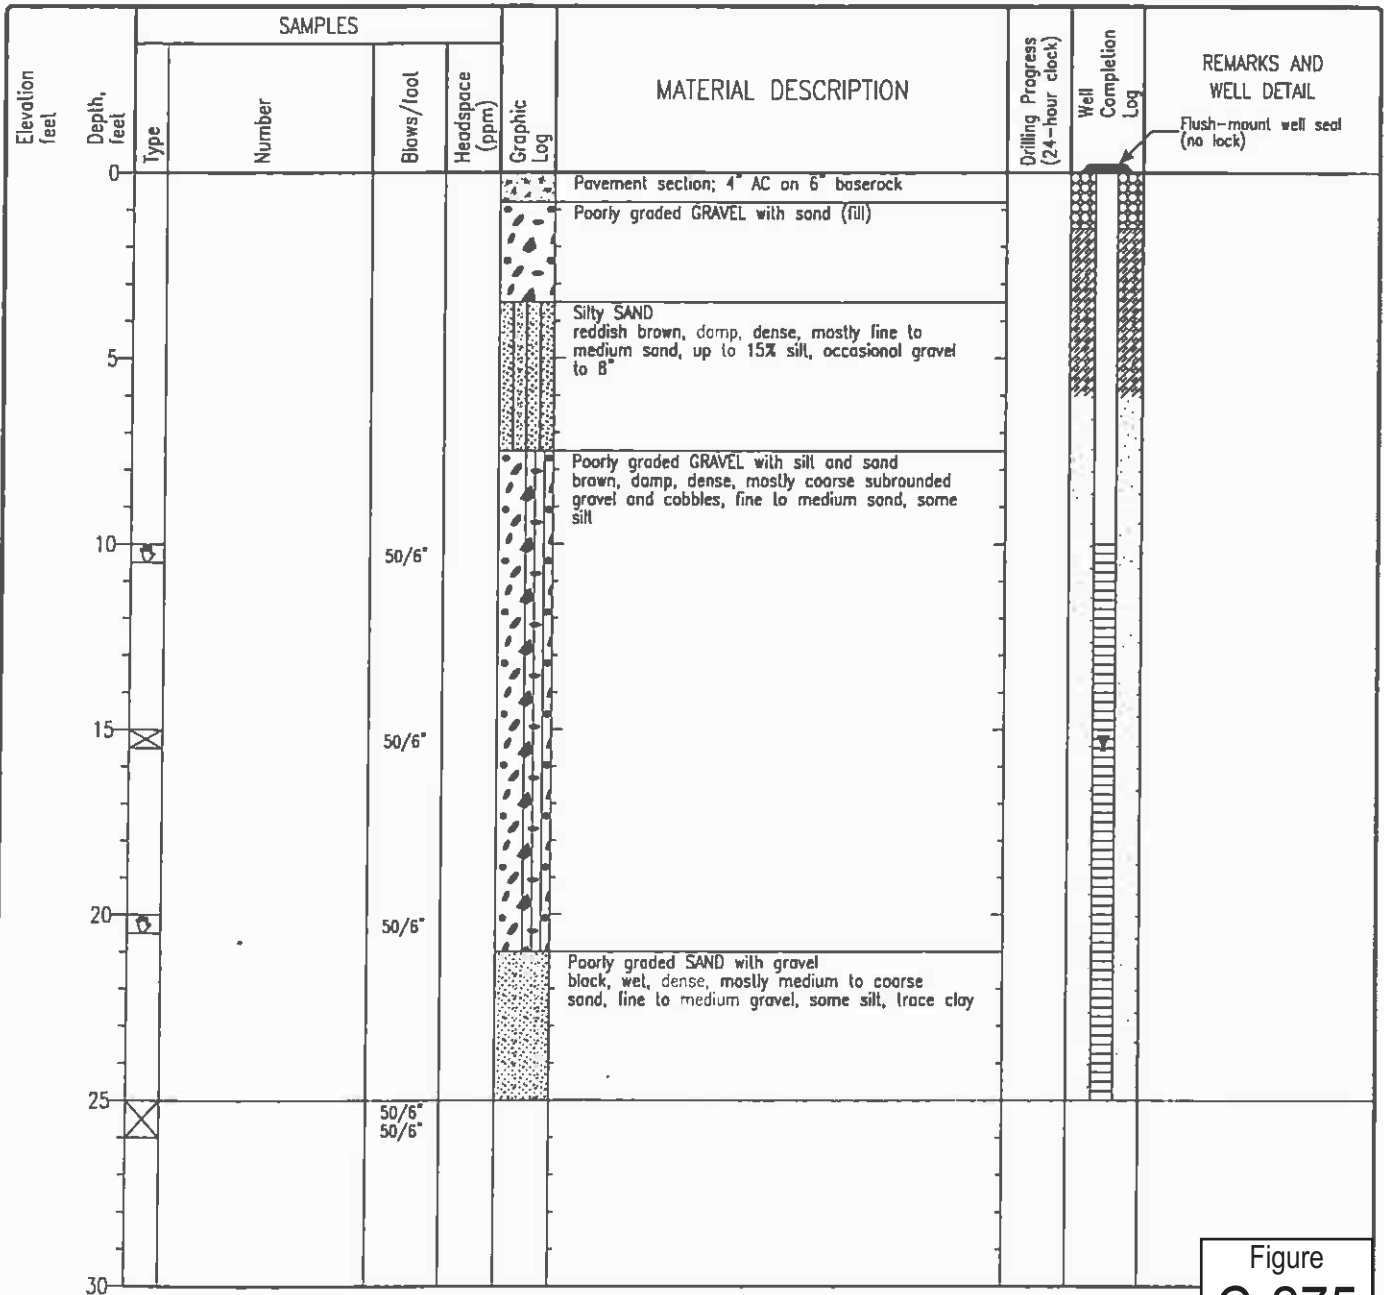 SAMPLES
Elevation
feet
Depth,
feet
Type
Number
Blows/foot
Headspace
(ppm)
Graphic
Log
MATERIAL DESCRIPTION
Drilling Progress
(24-hour clock)
Well
Completion
Log
REMARKS AND
WELL DETAIL
Flush-mount well seal
(no lock)
0
Pavement section; 4" AC on 6" baserock
Poorly graded GRAVEL with sand (fill)
Silty SAND
reddish brown, damp, dense, mostly fine to
medium sand, up to 15% silt, occasional gravel
to 8"
5
Poorly graded GRAVEL with silt and sand
brown, damp, dense, mostly coarse subrounded
gravel and cobbles, fine to medium sand, some
silt
10
50/6"
15
50/6"
20
50/6"
Poorly graded SAND with gravel
black, wet, dense, mostly medium to coarse
sand, fine to medium gravel, some silt, trace clay
25
50/6"
50/6"
30
Figure